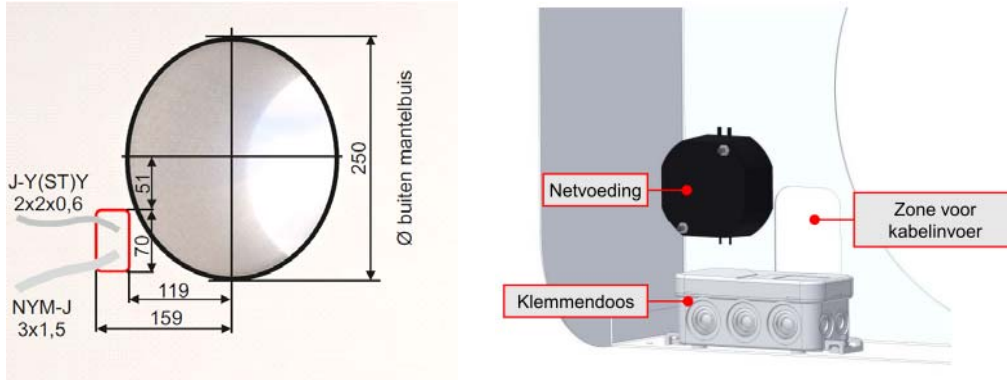 J-Y(ST)Y
2x2x0,6
NYM-J
3x1,5
51
70
119
159
250
Ø buiten mantelbuis
Netvoeding
Zone voor
kabelinvoer
Klemmendoos